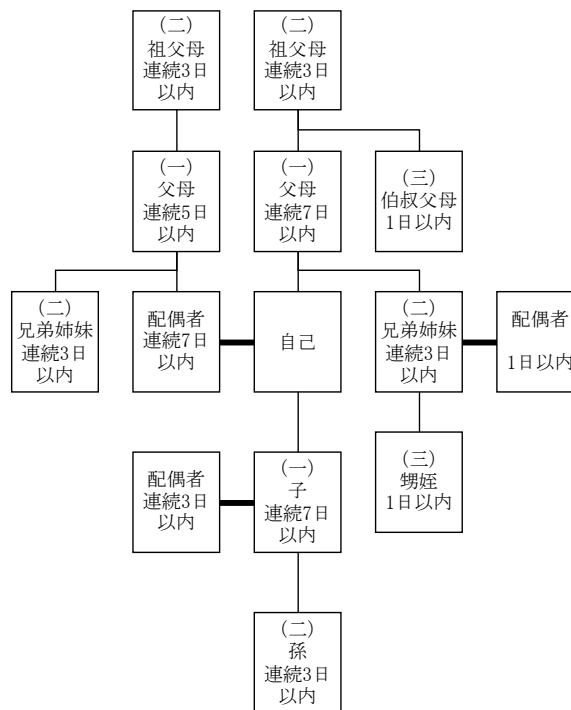 (二)
祖父母
連続3日
以内
(二)
祖父母
連続3日
以内
(一)
父母
連続5日
以内
(一)
父母
連続7日
以内
(三)
伯叔父母
1日以内
(二)
兄弟姉妹
連続3日
以内
配偶者
連続7日
以内
自己
(二)
兄弟姉妹
連続3日
以内
配偶者
1日以内
配偶者
連続3日
以内
(一)
子
連続7日
以内
(三)
甥姪
1日以内
(二)
孫
連続3日
以内